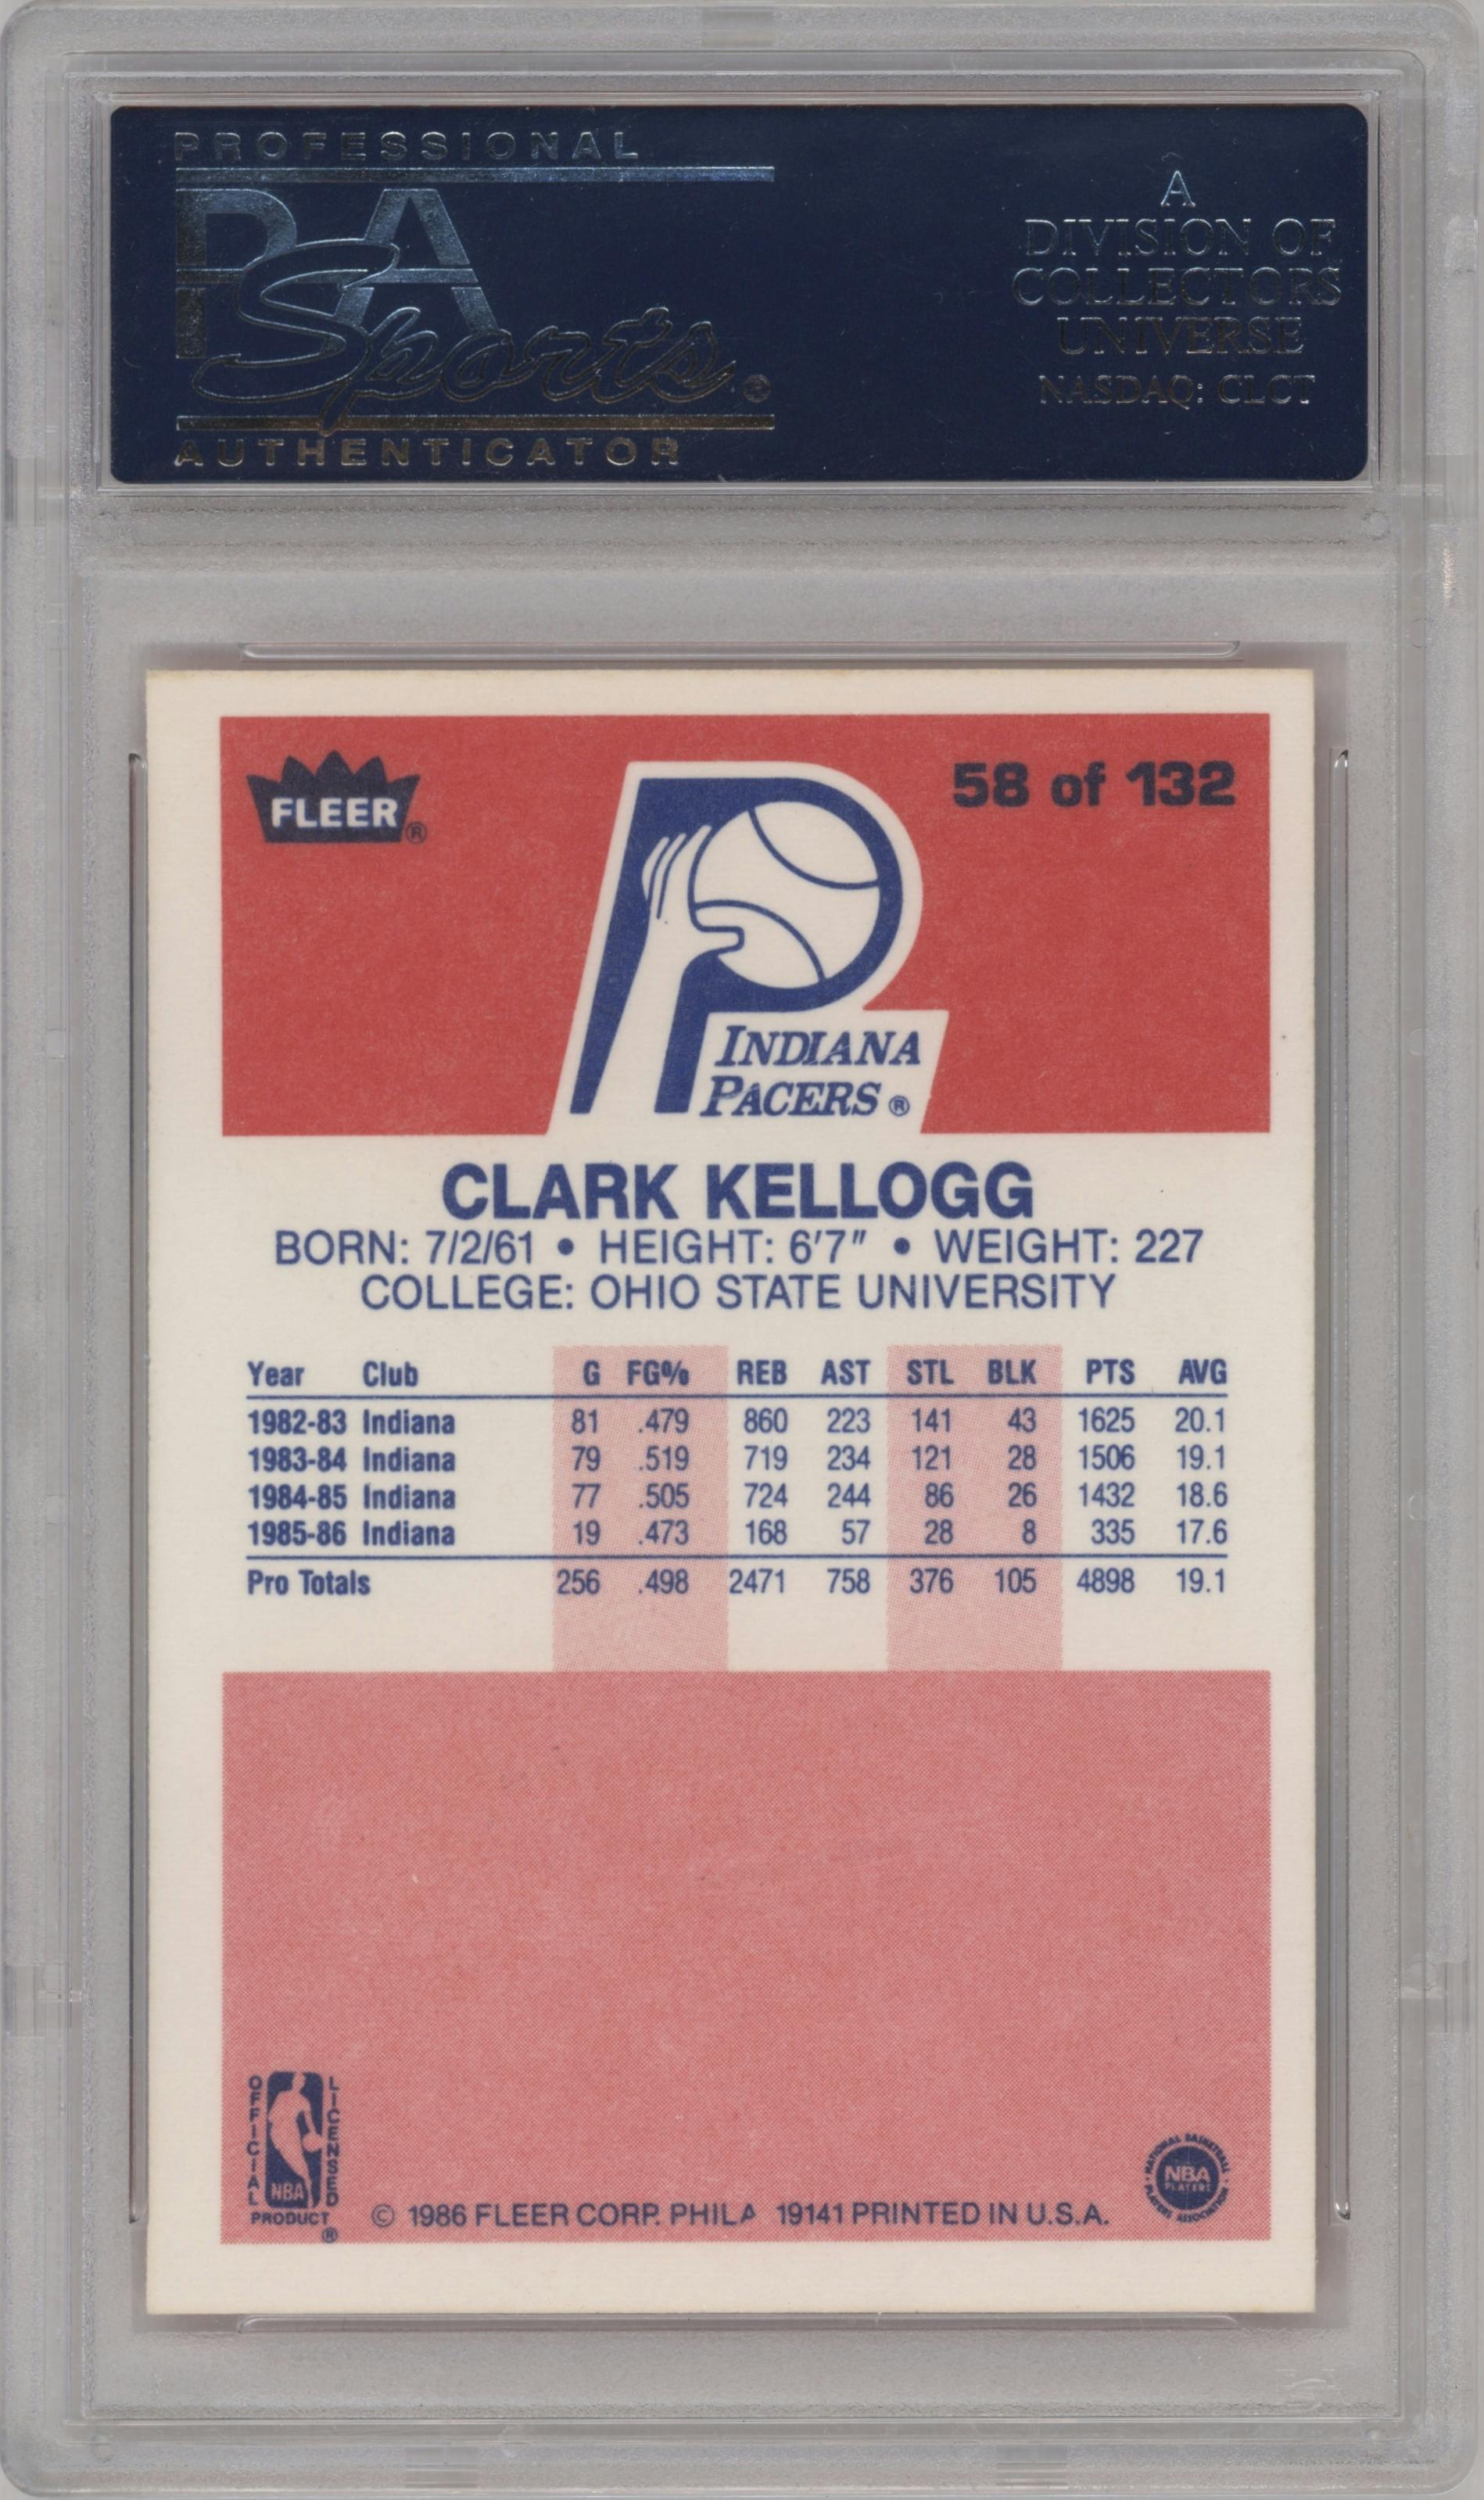 PROFESSIONAL
PSA
Sports®
AUTHENTICATOR
A
DIVISION OF
COLLECTORS
UNIVERSE
NASDAQ: CLCT
FLEER®
58 of 132
INDIANA
PACERS®
CLARK KELLOGG
BORN: 7/2/61 • HEIGHT: 6'7" • WEIGHT: 227
COLLEGE: OHIO STATE UNIVERSITY
Year Club G FG% REB AST STL BLK PTS AVG
1982-83 Indiana 81 .479 860 223 141 43 1625 20.1
1983-84 Indiana 79 .519 719 234 121 28 1506 19.1
1984-85 Indiana 77 .505 724 244 86 26 1432 18.6
1985-86 Indiana 19 .473 168 57 28 8 335 17.6
Pro Totals 256 .498 2471 758 376 105 4898 19.1
OFFICIAL LICENSED
NBA
PRODUCT
®
© 1986 FLEER CORP. PHILA 19141 PRINTED IN U.S.A.
NATIONAL BASKETBALL
NBA
PLAYERS
PLAYERS ASSOCIATION